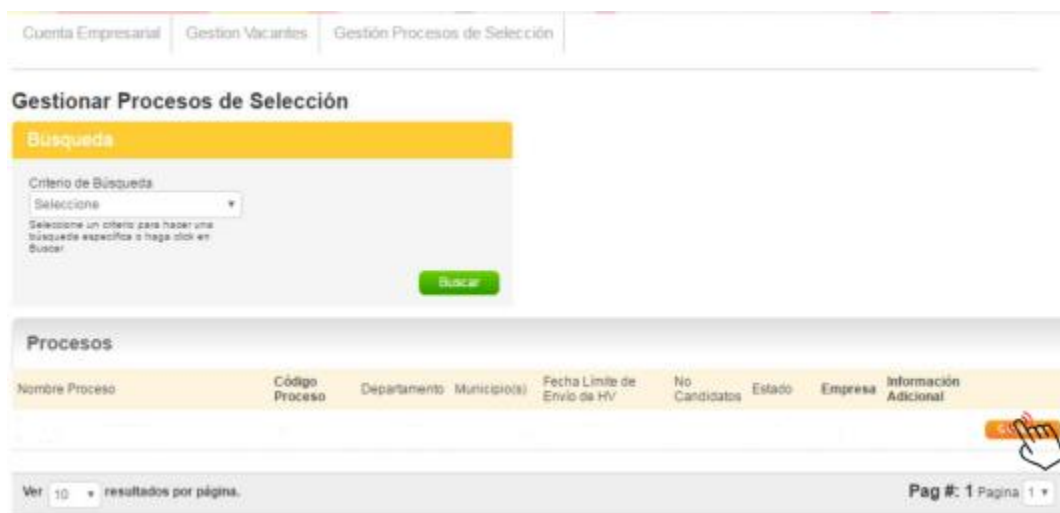 Cuenta Empresarial Gestion Vacantes Gestión Procesos de Selección
Gestionar Procesos de Selección
Búsqueda
Criterio de Búsqueda
Seleccione
Seleccione un criterio para hacer una
búsqueda específica o haga click en
Buscar.
Buscar
Procesos
Nombre Proceso Código Proceso Departamento Municipio(s) Fecha Límite de Envío de HV No Candidatos Estado Empresa Información Adicional
Ver 10 resultados por página. Pag #: 1 Pagina 1